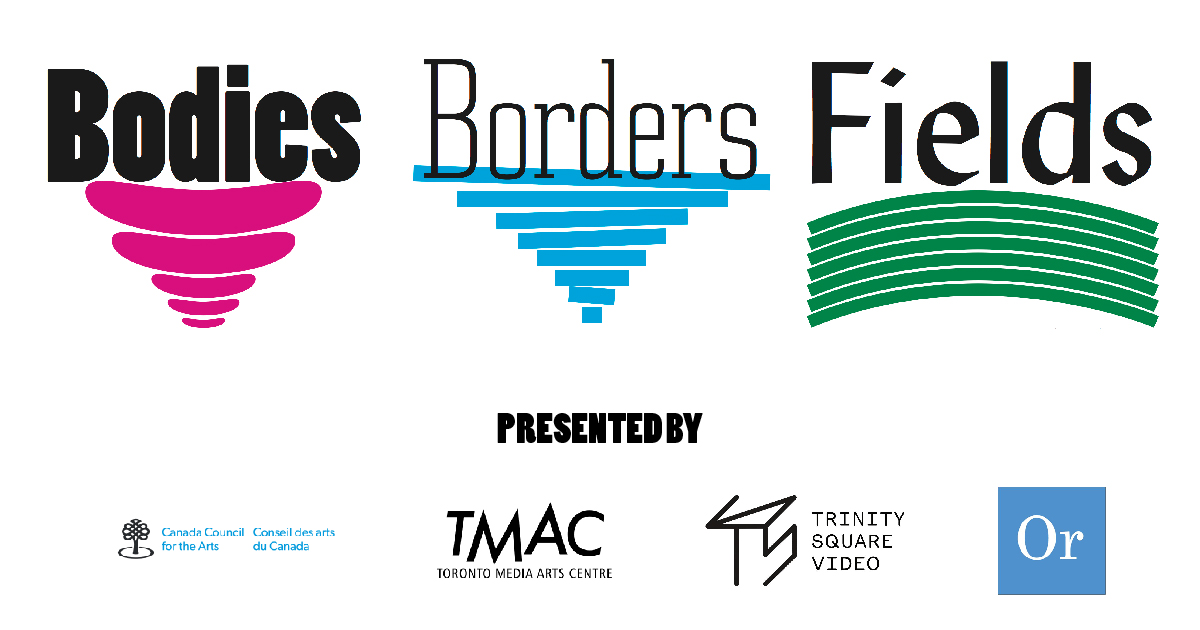 Bodies Borders Fields
PRESENTED BY
Canada Council Conseil des arts
for the Arts du Canada
TMAC
TORONTO MEDIA ARTS CENTRE
TS
TRINITY
SQUARE
VIDEO
Or